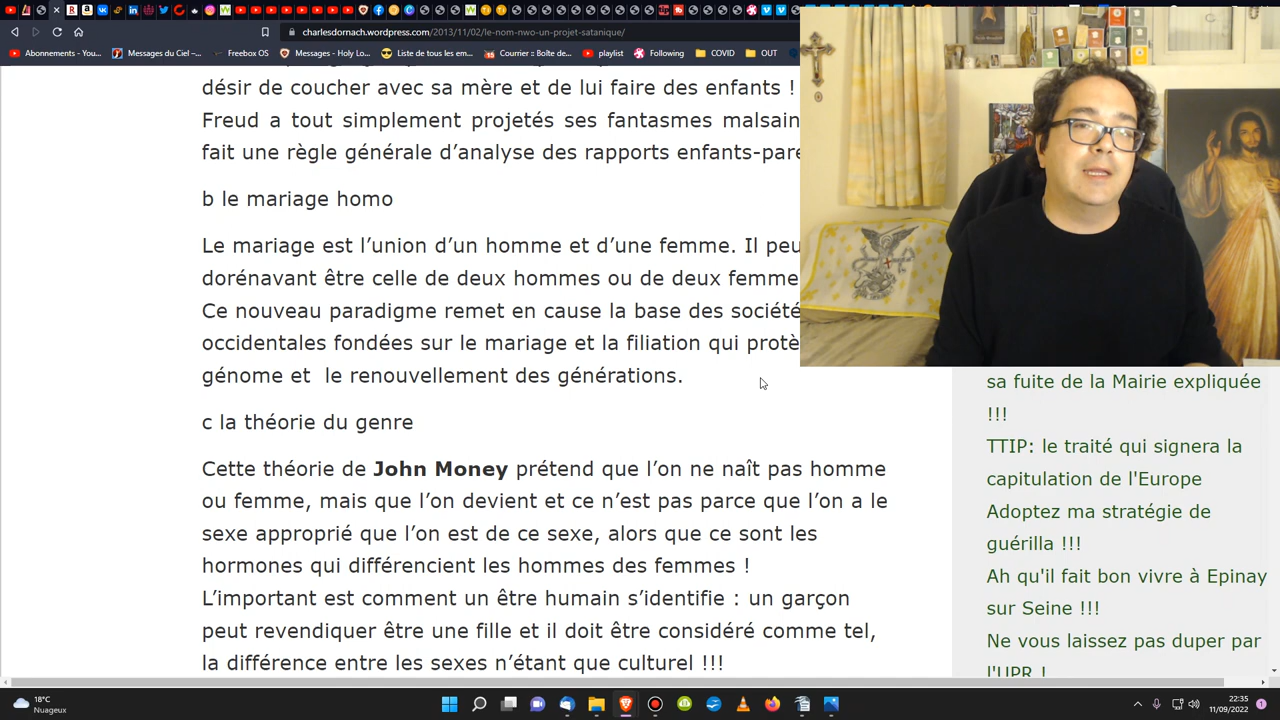 charlesdornach.wordpress.com/2013/11/02/le-nom-nwo-un-projet-satanique/
Abonnements - You...
Messages du Ciel –...
Freebox OS
Messages - Holy Lo...
Liste de tous les em...
Courrier :: Boîte de...
playlist
Following
COVID
OUT
désir de coucher avec sa mère et de lui faire des enfants !
Freud a tout simplement projetés ses fantasmes malsain
fait une règle générale d’analyse des rapports enfants-pare
b le mariage homo
Le mariage est l’union d’un homme et d’une femme. Il peu
dorénavant être celle de deux hommes ou de deux femme
Ce nouveau paradigme remet en cause la base des société
occidentales fondées sur le mariage et la filiation qui protè
génome et  le renouvellement des générations.
c la théorie du genre
Cette théorie de John Money prétend que l’on ne naît pas homme
ou femme, mais que l’on devient et ce n’est pas parce que l’on a le
sexe approprié que l’on est de ce sexe, alors que ce sont les
hormones qui différencient les hommes des femmes !
L’important est comment un être humain s’identifie : un garçon
peut revendiquer être une fille et il doit être considéré comme tel,
la différence entre les sexes n’étant que culturel !!!
sa fuite de la Mairie expliquée
!!!
TTIP: le traité qui signera la
capitulation de l'Europe
Adoptez ma stratégie de
guérilla !!!
Ah qu'il fait bon vivre à Epinay
sur Seine !!!
Ne vous laissez pas duper par
l'UPR !
18°C
Nuageux
22:35
11/09/2022